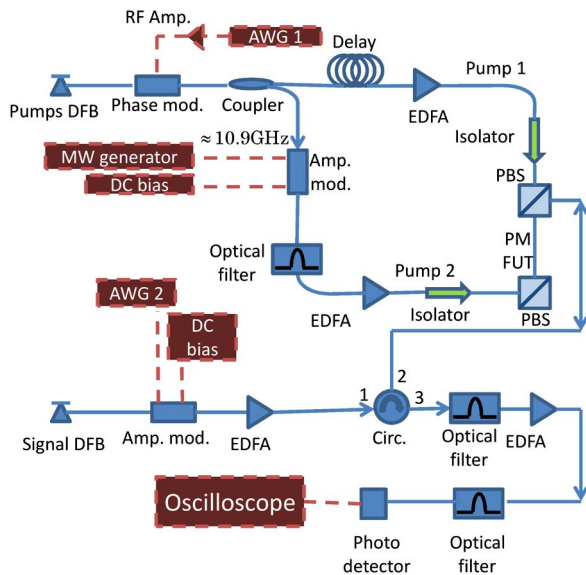 RF Amp.
AWG 1
Delay
Pump 1
Pumps DFB
Phase mod.
Coupler
EDFA
Isolator
≈10.9GHz
MW generator
DC bias
Amp.
mod.
PBS
PM
FUT
Optical
filter
Pump 2
AWG 2
EDFA
Isolator
PBS
DC
bias
1
2
3
Signal DFB
Amp. mod.
EDFA
Circ.
Optical
filter
EDFA
Oscilloscope
Photo
detector
Optical
filter